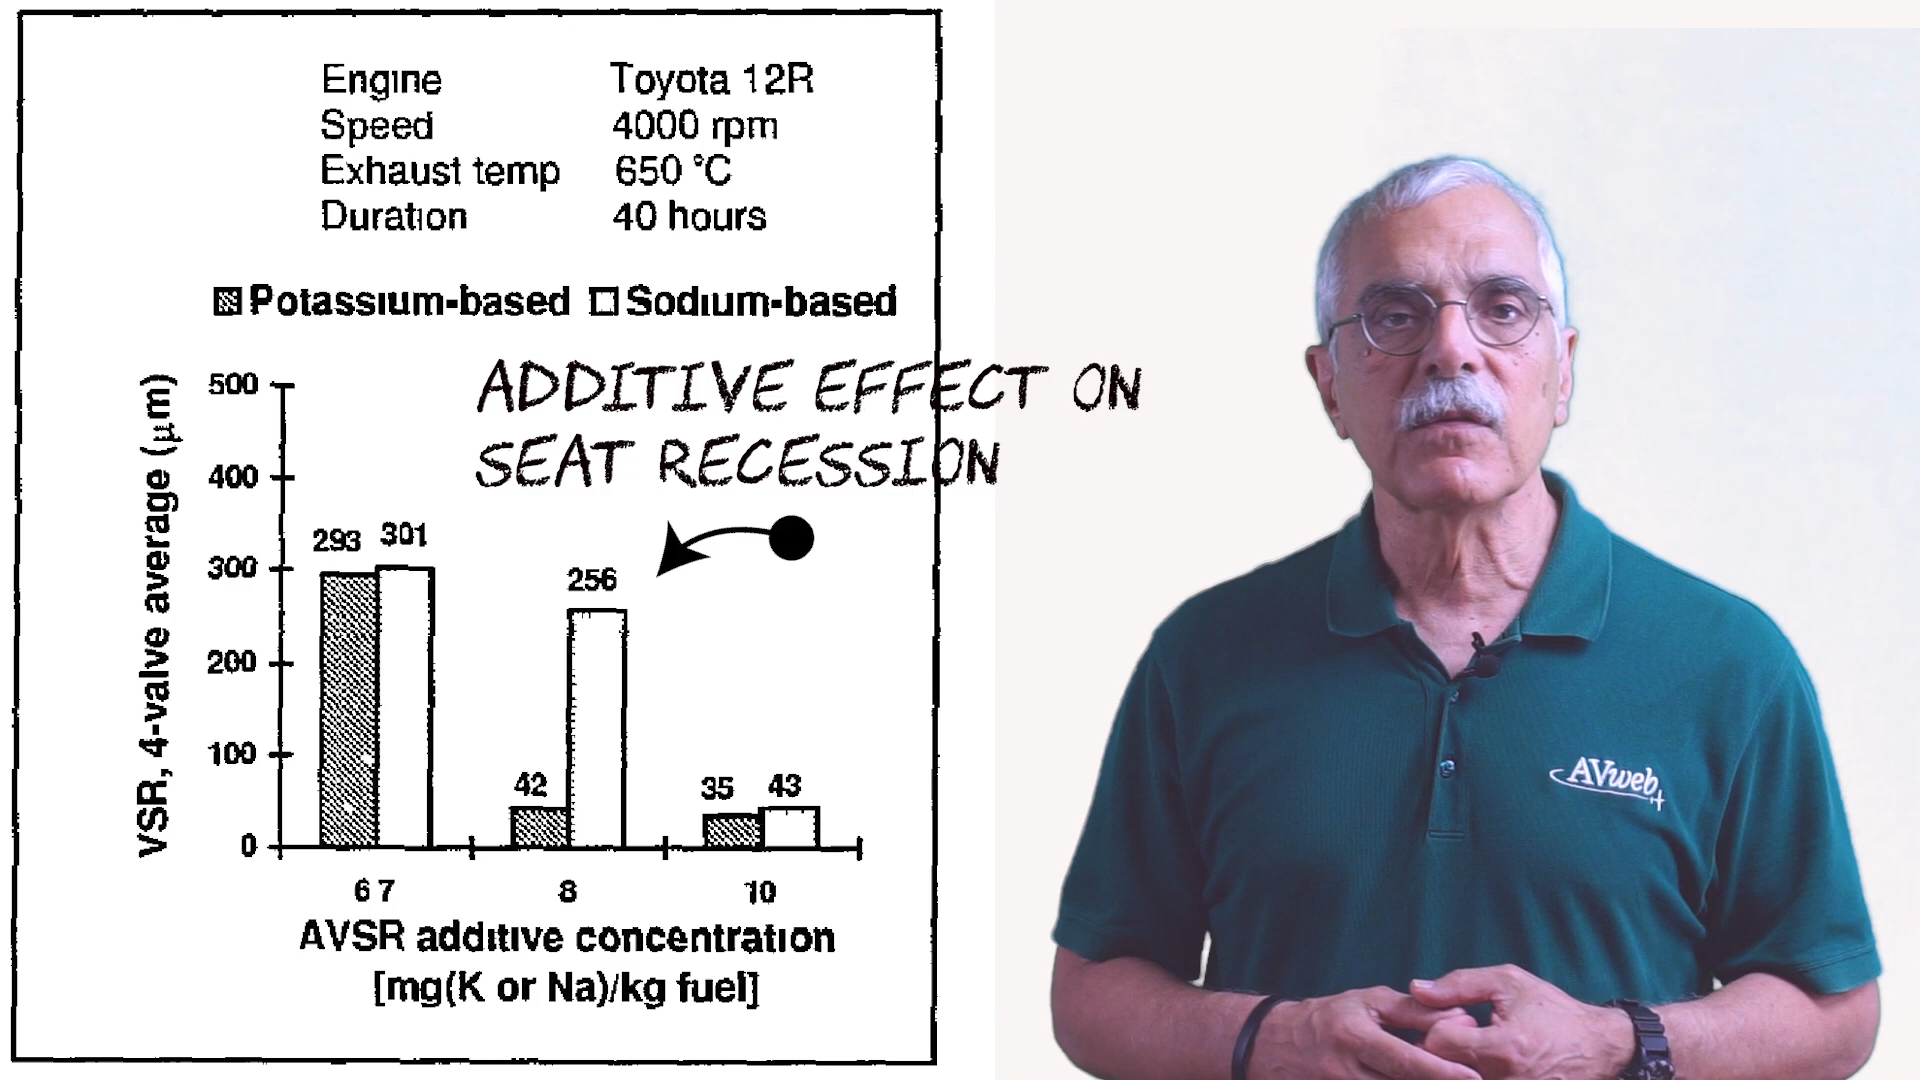 Engine Toyota 12R
Speed 4000 rpm
Exhaust temp 650 °C
Duration 40 hours
Potassium-based Sodium-based
ADDITIVE EFFECT ON
SEAT RECESSION
VSR, 4-valve average (μm)
500
400
300
200
100
0
293 301
42 256
35 43
6 7 8 10
AVSR additive concentration
[mg(K or Na)/kg fuel]
AVweb